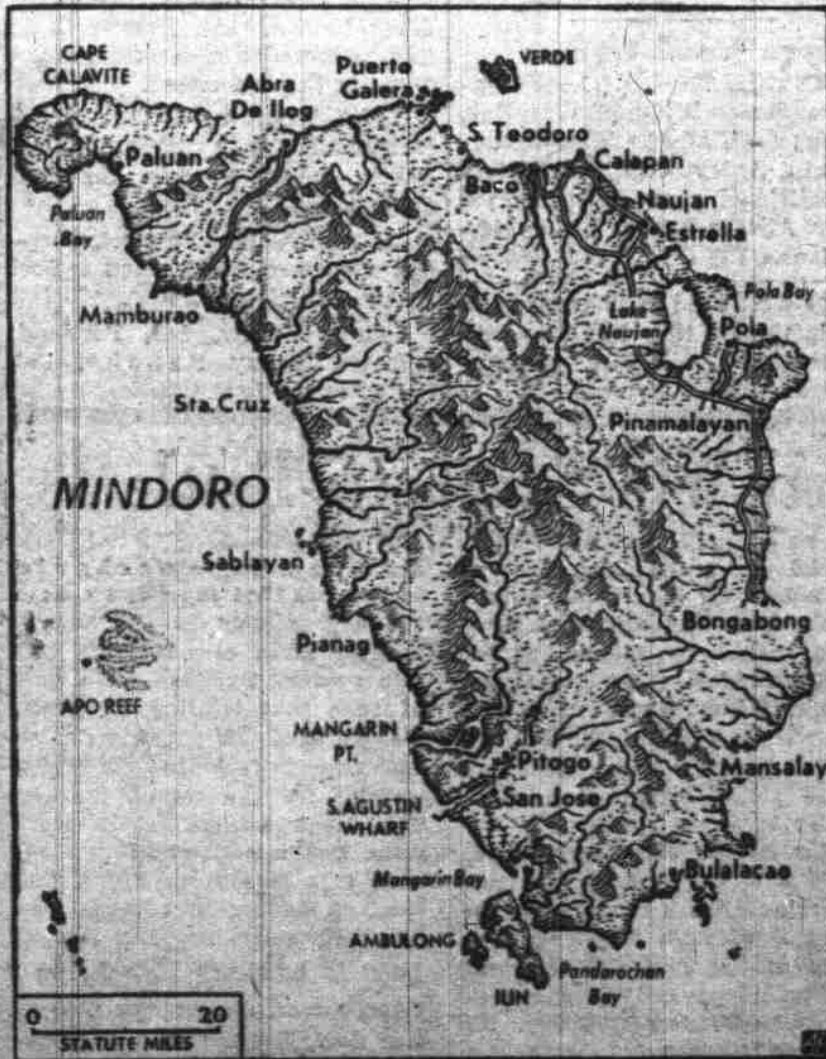 CAPE
CALAVITE
Abra
De Ilog
Puerto
Galera
VERDE
Paluan
S. Teodoro
Calapan
Baco
Naujan
Estrella
Paluan
Bay
Mamburao
Lake
Naujan
Pola Bay
Pola
Sta. Cruz
Pinamalayan
MINDORO
Sablayan
Pianag
Bongabong
APO REEF
MANGARIN
PT.
Pitogo
Mansalay
San Jose
S. AGUSTIN
WHARF
Mangarin Bay
Bulalacao
AMBULONG
ILIN
Pandarochan
Bay
0 20
STATUTE MILES